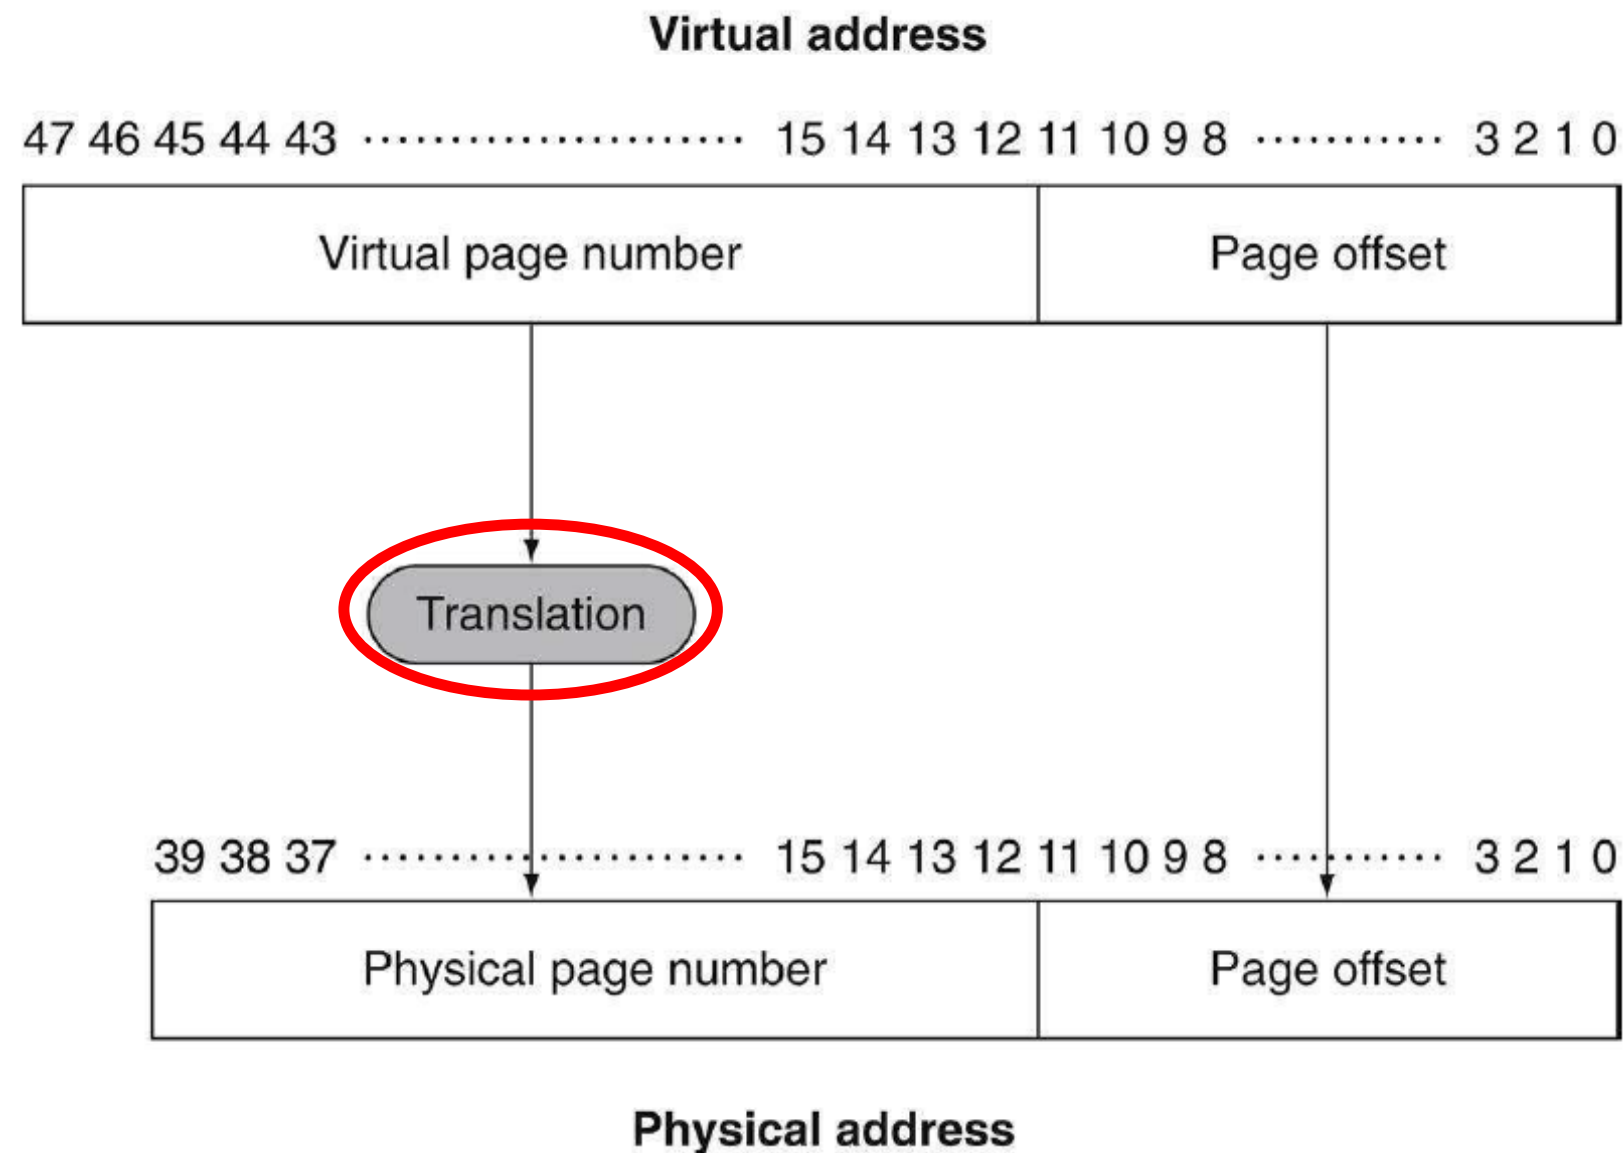 Virtual address
47 46 45 44 43 ····················· 15 14 13 12 11 10 9 8 ··········· 3 2 1 0
Virtual page number Page offset
Translation
39 38 37 ····················· 15 14 13 12 11 10 9 8 ··········· 3 2 1 0
Physical page number Page offset
Physical address